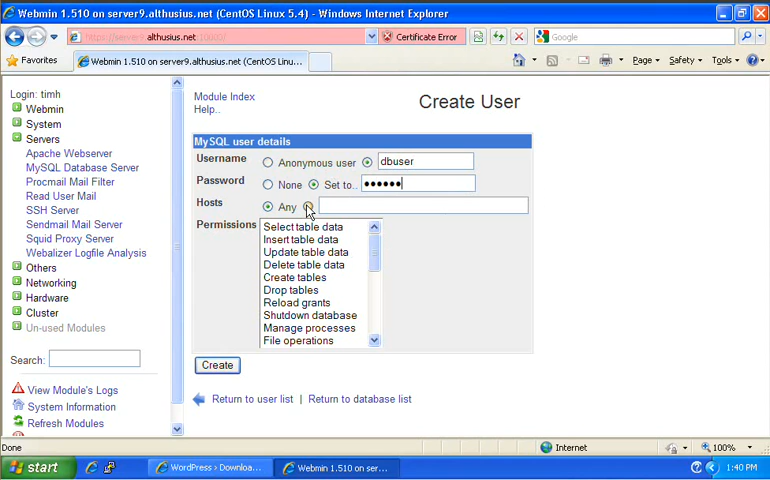 Webmin 1.510 on server9.althusius.net (CentOS Linux 5.4) - Windows Internet Explorer
https://server9.althusius.net:10000/
Certificate Error
Google
Favorites
Webmin 1.510 on server9.althusius.net (CentOS Linu...
Page
Safety
Tools
Login: timh
Webmin
System
Servers
Apache Webserver
MySQL Database Server
Procmail Mail Filter
Read User Mail
SSH Server
Sendmail Mail Server
Squid Proxy Server
Webalizer Logfile Analysis
Others
Networking
Hardware
Cluster
Un-used Modules
Search:
View Module's Logs
System Information
Refresh Modules
Module Index
Help..
Create User
MySQL user details
Username Anonymous user dbuser
Password None Set to.. ••••••
Hosts Any
Permissions
Select table data
Insert table data
Update table data
Delete table data
Create tables
Drop tables
Reload grants
Shutdown database
Manage processes
File operations
Create
Return to user list | Return to database list
Done
Internet
100%
start
WordPress › Downloa...
Webmin 1.510 on ser...
1:40 PM